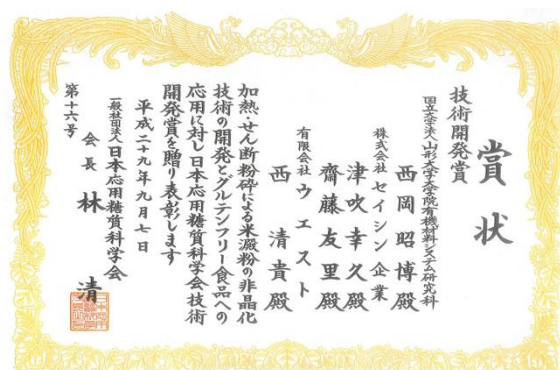 賞状
技術開発賞
国立大学法人山形大学大学院有機材料システム研究科
西岡昭博殿
株式会社セイシン企業
津吹幸久殿
齋藤友里殿
有限会社ウエスト
西清貴殿
加熱・せん断粉砕による米澱粉の非晶化
技術の開発とグルテンフリー食品への
応用に対し日本応用糖質科学会技術
開発賞を贈り表彰します
平成二十九年九月七日
一般社団法人日本応用糖質科学会
会長 林 清
第十六号